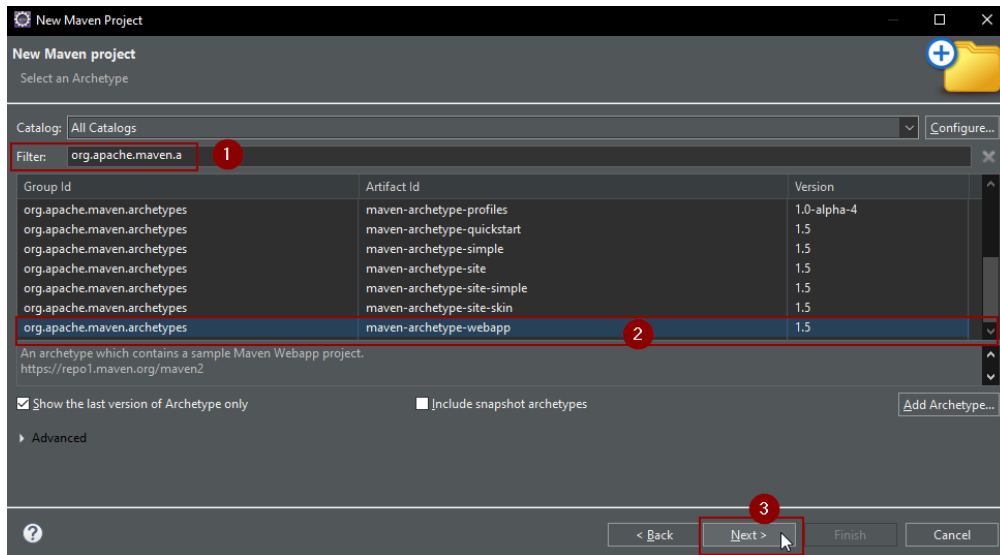 New Maven Project
New Maven project
Select an Archetype
Catalog: All Catalogs Configure...
Filter: org.apache.maven.a 1
Group Id Artifact Id Version
org.apache.maven.archetypes maven-archetype-profiles 1.0-alpha-4
org.apache.maven.archetypes maven-archetype-quickstart 1.5
org.apache.maven.archetypes maven-archetype-simple 1.5
org.apache.maven.archetypes maven-archetype-site 1.5
org.apache.maven.archetypes maven-archetype-site-simple 1.5
org.apache.maven.archetypes maven-archetype-site-skin 1.5
org.apache.maven.archetypes maven-archetype-webapp 2 1.5
An archetype which contains a sample Maven Webapp project.
https://repo1.maven.org/maven2
Show the last version of Archetype only Include snapshot archetypes Add Archetype...
Advanced
3
? < Back Next > Finish Cancel